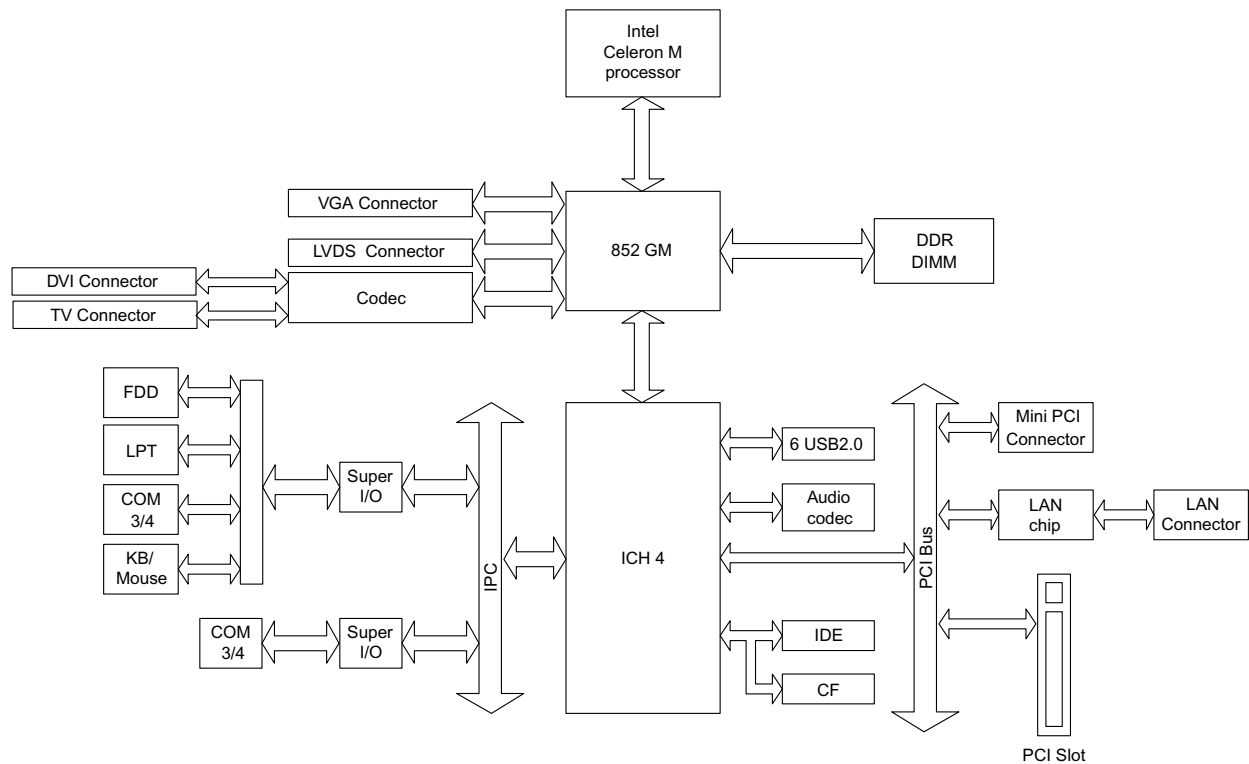 Intel
Celeron M
processor
VGA Connector
LVDS Connector
852 GM
DDR
DIMM
DVI Connector
TV Connector
Codec
FDD
LPT
COM
3/4
KB/
Mouse
Super
I/O
COM
3/4
Super
I/O
IPC
ICH 4
6 USB2.0
Audio
codec
IDE
CF
PCI Bus
Mini PCI
Connector
LAN
chip
LAN
Connector
PCI Slot